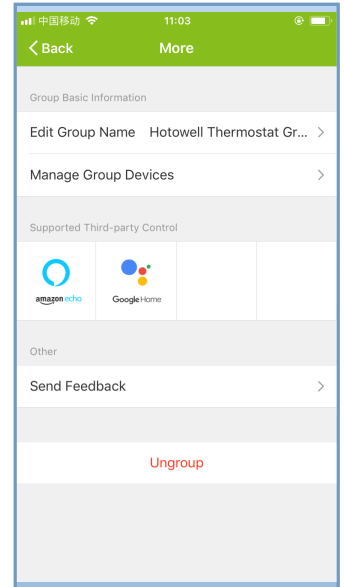 中国移动 11:03
Back More
Group Basic Information
Edit Group Name Hotowell Thermostat Gr...
Manage Group Devices
Supported Third-party Control
amazon echo Google Home
Other
Send Feedback
Ungroup